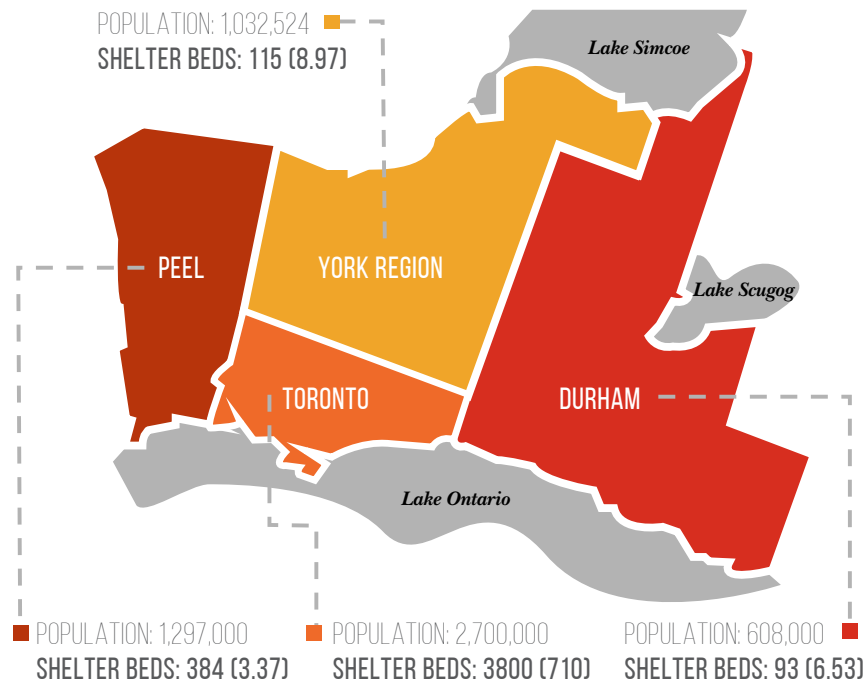 POPULATION: 1,032,524
SHELTER BEDS: 115 (8.97)
Lake Simcoe
PEEL
YORK REGION
Lake Scugog
TORONTO
DURHAM
Lake Ontario
POPULATION: 1,297,000
SHELTER BEDS: 384 (3.37)
POPULATION: 2,700,000
SHELTER BEDS: 3800 (710)
POPULATION: 608,000
SHELTER BEDS: 93 (6.53)